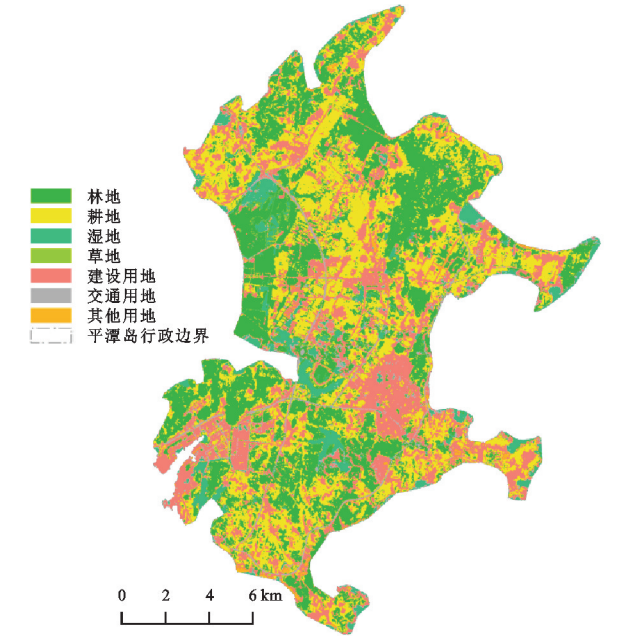 林地
耕地
湿地
草地
建设用地
交通用地
其他用地
平潭岛行政边界
0 2 4 6 km